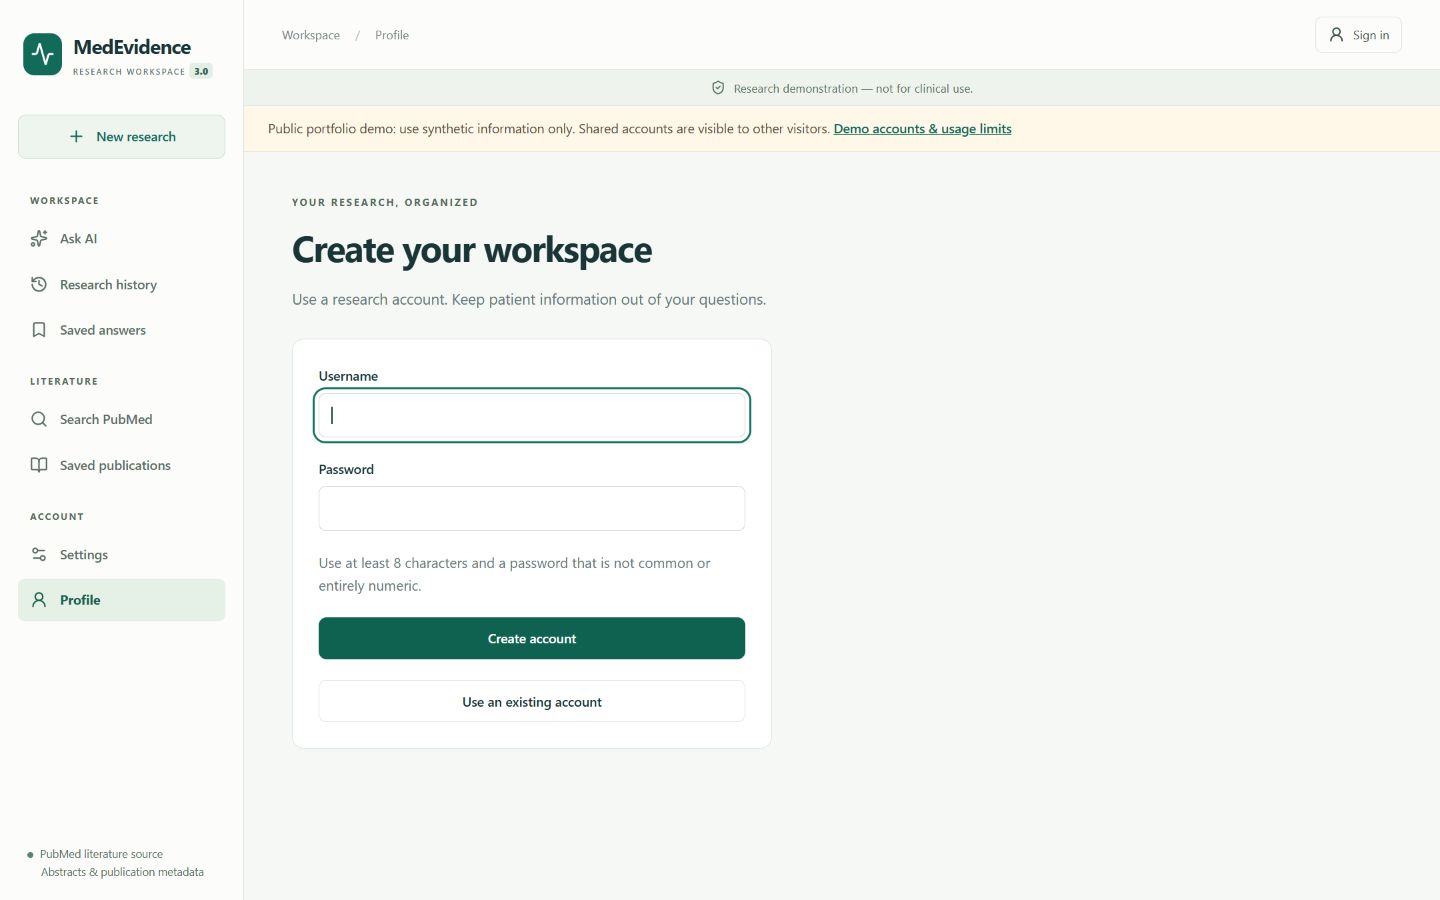 MedEvidence
RESEARCH WORKSPACE 3.0
New research
WORKSPACE
Ask AI
Research history
Saved answers
LITERATURE
Search PubMed
Saved publications
ACCOUNT
Settings
Profile
PubMed literature source
Abstracts & publication metadata
Workspace / Profile
Sign in
Research demonstration — not for clinical use.
Public portfolio demo: use synthetic information only. Shared accounts are visible to other visitors. Demo accounts & usage limits
YOUR RESEARCH, ORGANIZED
Create your workspace
Use a research account. Keep patient information out of your questions.
Username
Password
Use at least 8 characters and a password that is not common or
entirely numeric.
Create account
Use an existing account